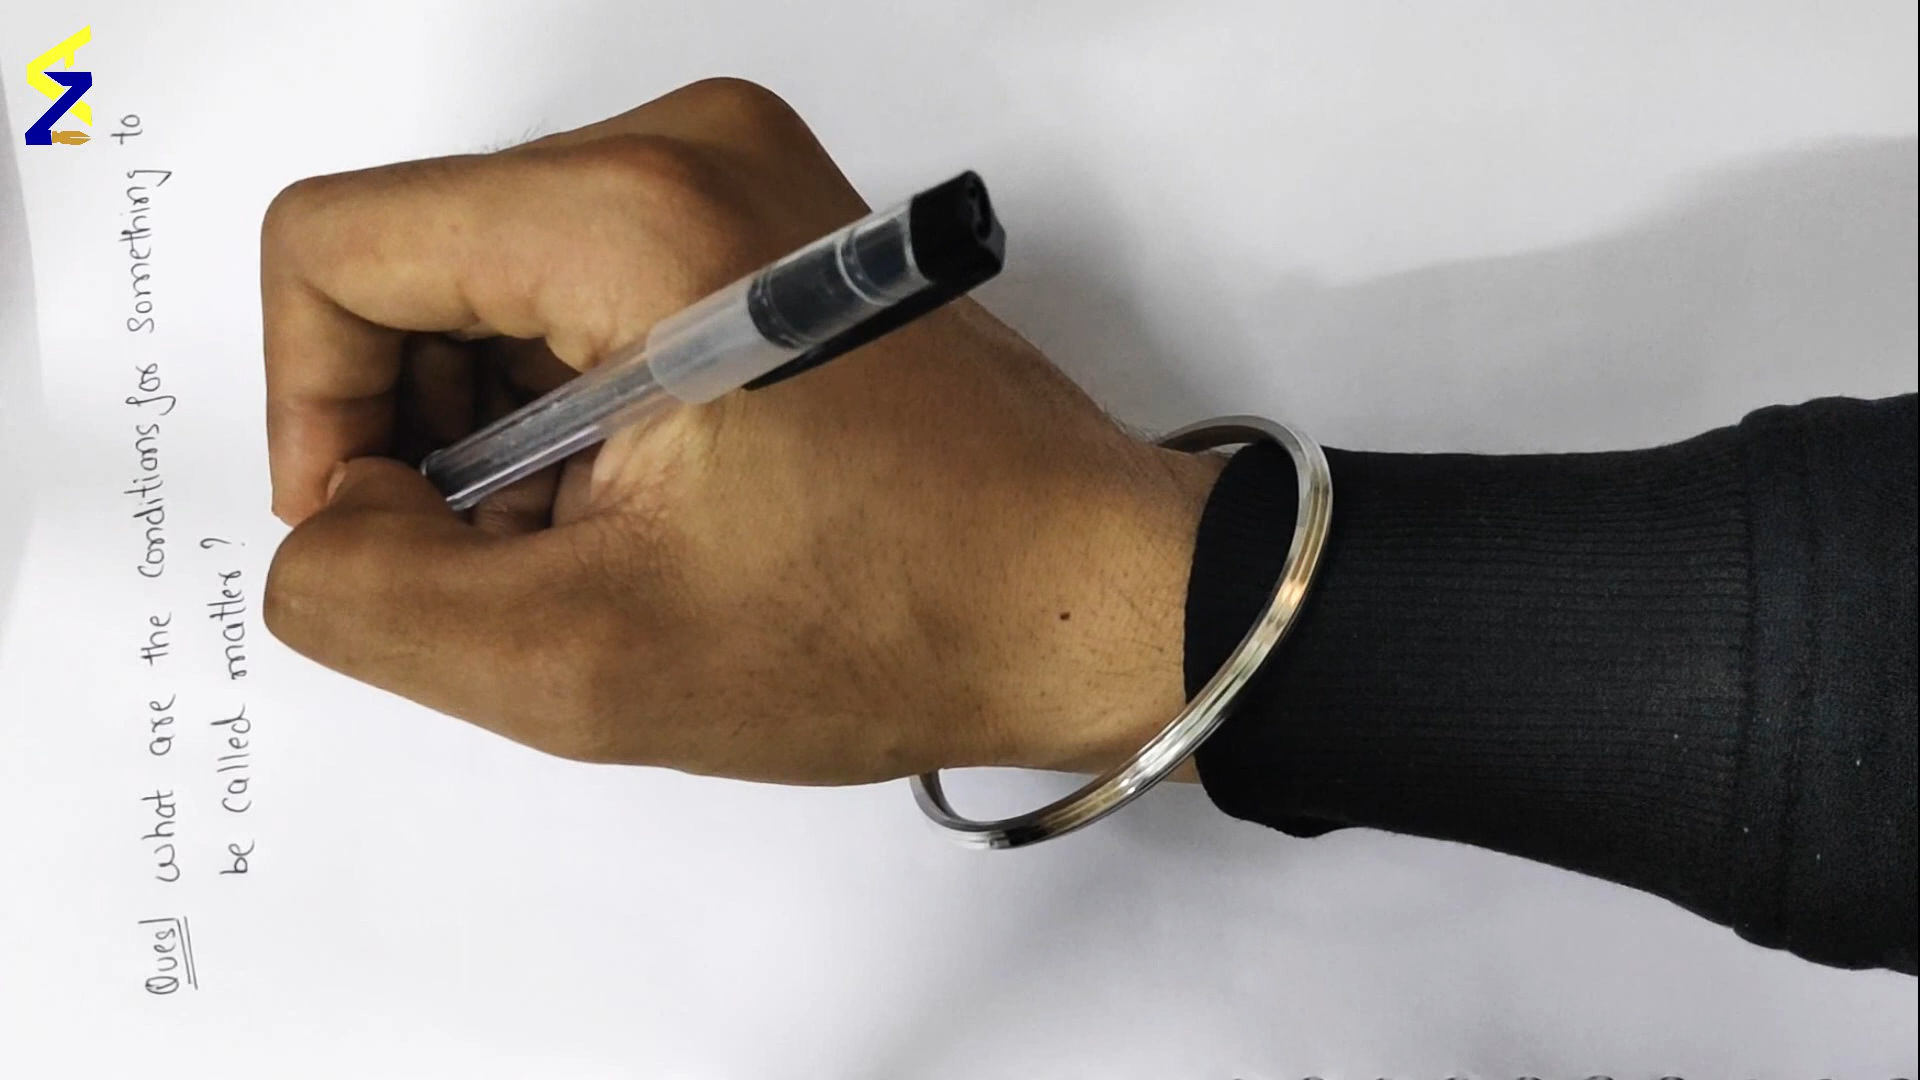 Ques| what are the Conditions for something to
be called matter?